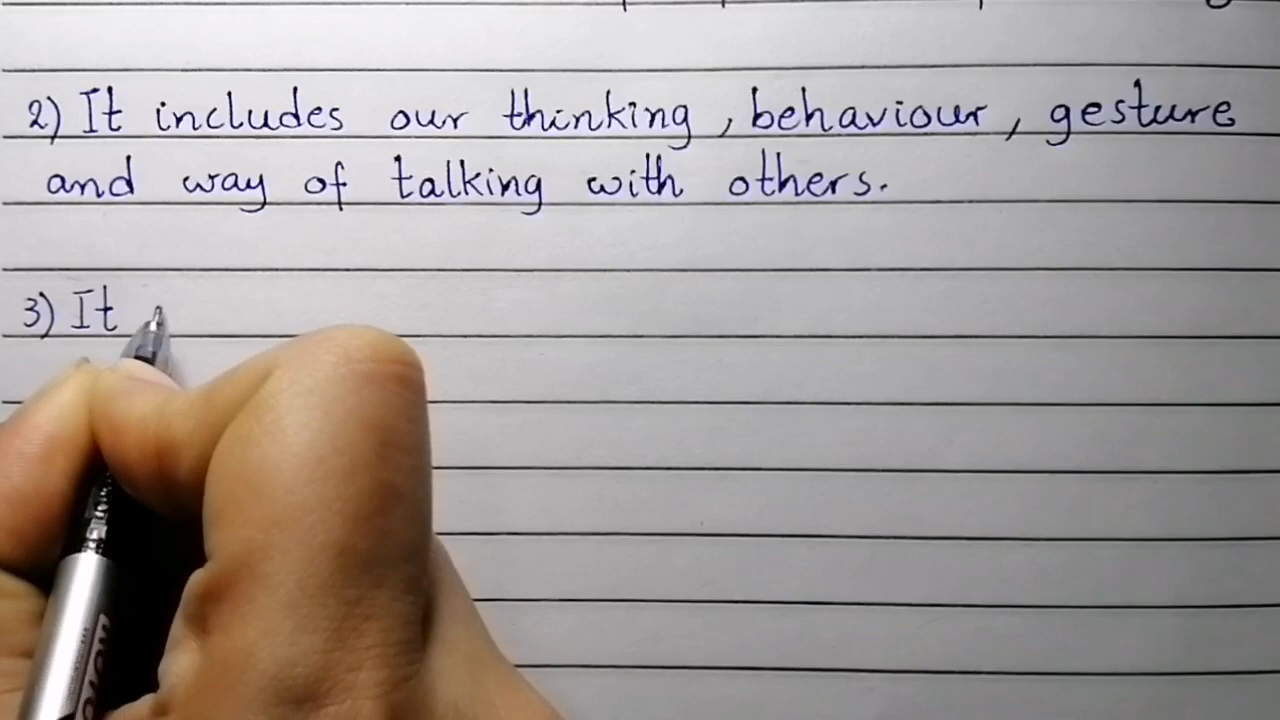 2) It includes our thinking, behaviour, gesture
and way of talking with others.
3) It